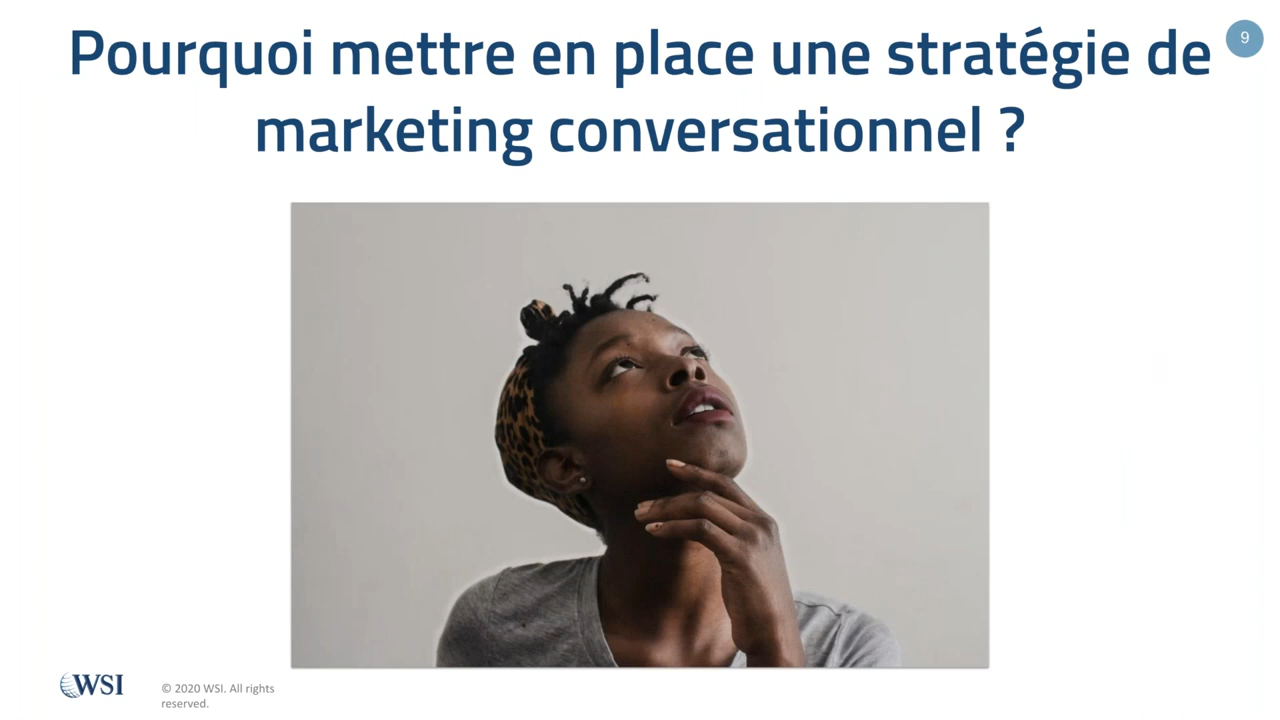 Pourquoi mettre en place une stratégie de
marketing conversationnel ?
9
WSI
© 2020 WSI. All rights
reserved.